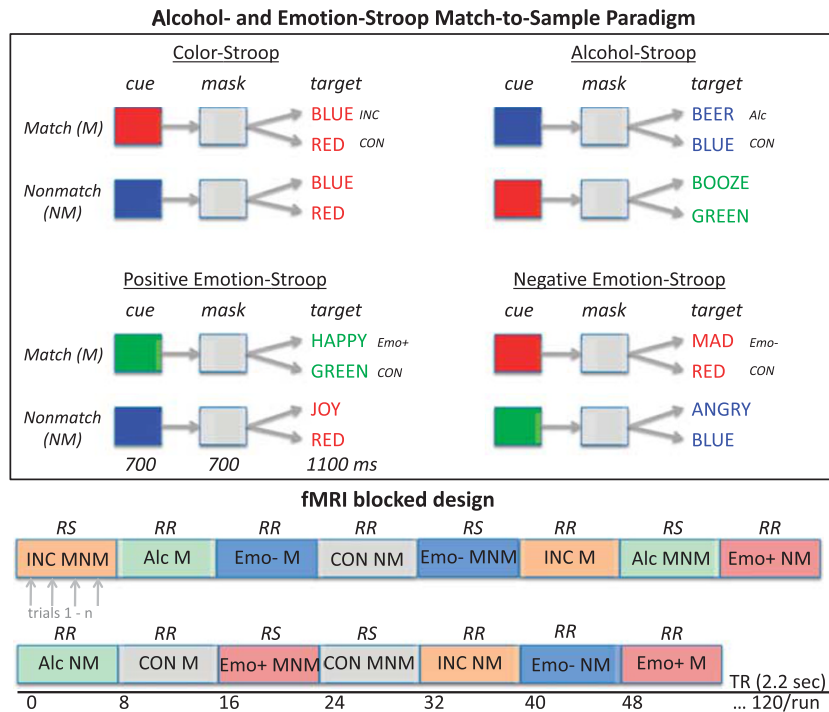 Alcohol- and Emotion-Stroop Match-to-Sample Paradigm
Color-Stroop
cue mask target
Match (M)
BLUE INC
RED CON
Nonmatch (NM)
BLUE
RED
Alcohol-Stroop
cue mask target
BEER Alc
BLUE CON
BOOZE
GREEN
Positive Emotion-Stroop
cue mask target
Match (M)
HAPPY Emo+
GREEN CON
Nonmatch (NM)
JOY
RED
700 700 1100 ms
Negative Emotion-Stroop
cue mask target
MAD Emo-
RED CON
ANGRY
BLUE
fMRI blocked design
RS RR RR RR RS RR RS RR
INC MNM Alc M Emo- M CON NM Emo- MNM INC M Alc MNM Emo+ NM
trials 1 - n
RR RR RS RS RR RR RR
Alc NM CON M Emo+ MNM CON MNM INC NM Emo- NM Emo+ M
TR (2.2 sec)
0 8 16 24 32 40 48 ... 120/run